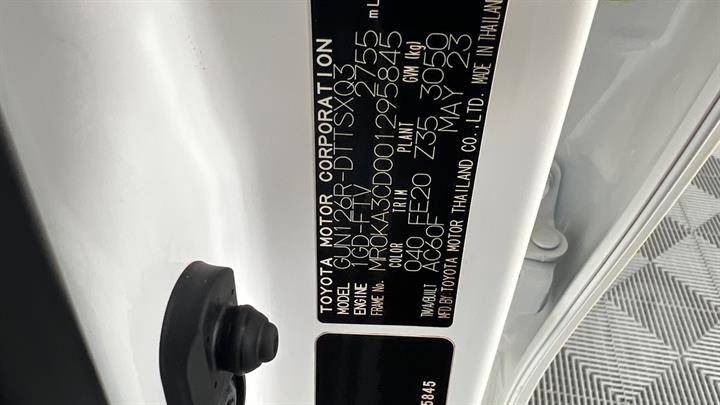 TOYOTA MOTOR CORPORATION
MODEL GUN126R-DTTSXQ3
ENGINE 1GD-FTV 2755 mL
FRAME No. MR0KA3CD001295845
COLOR TRIM PLANT GVM (kg)
040 FE20 Z35 3050
TM/A/BUILT AC60F MAY 23
MFD BY TOYOTA MOTOR THAILAND CO.,LTD. MADE IN THAILAND
5845